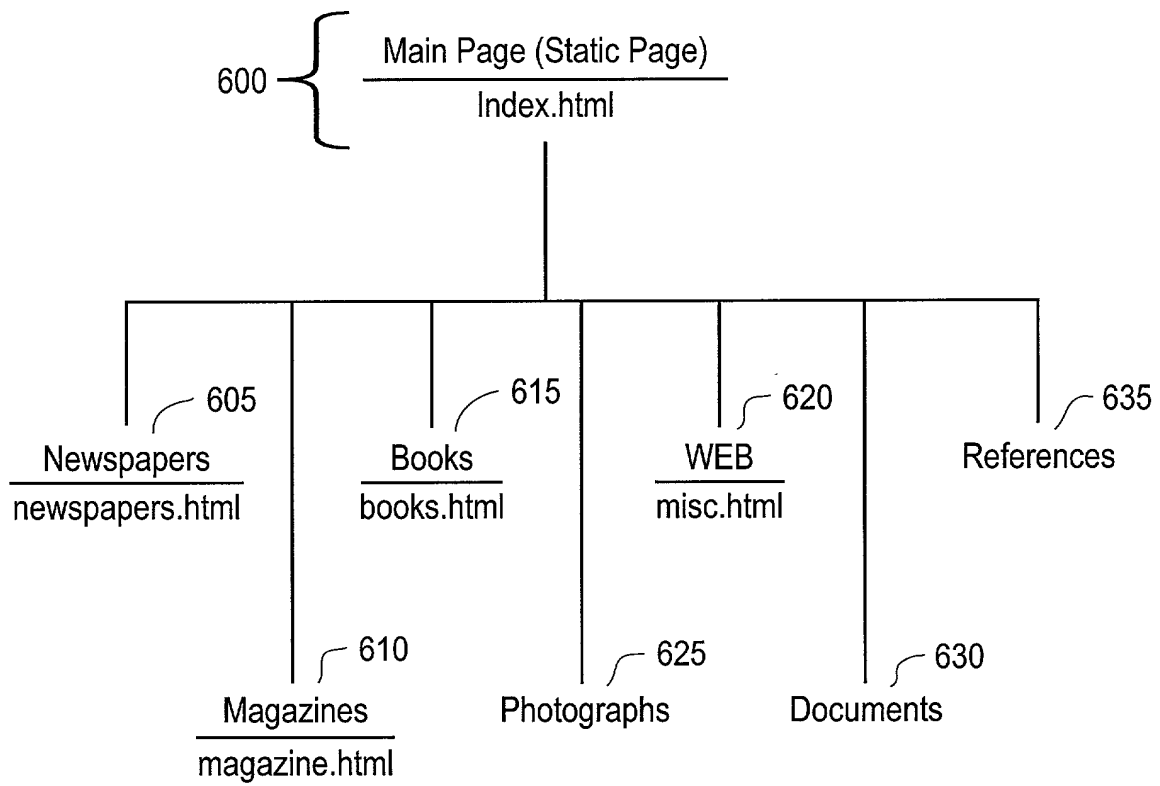 Main Page (Static Page)
600
Index.html
605
615
620
635
Newspapers
newspapers.html
Books
books.html
WEB
misc.html
References
610
625
630
Magazines
magazine.html
Photographs
Documents